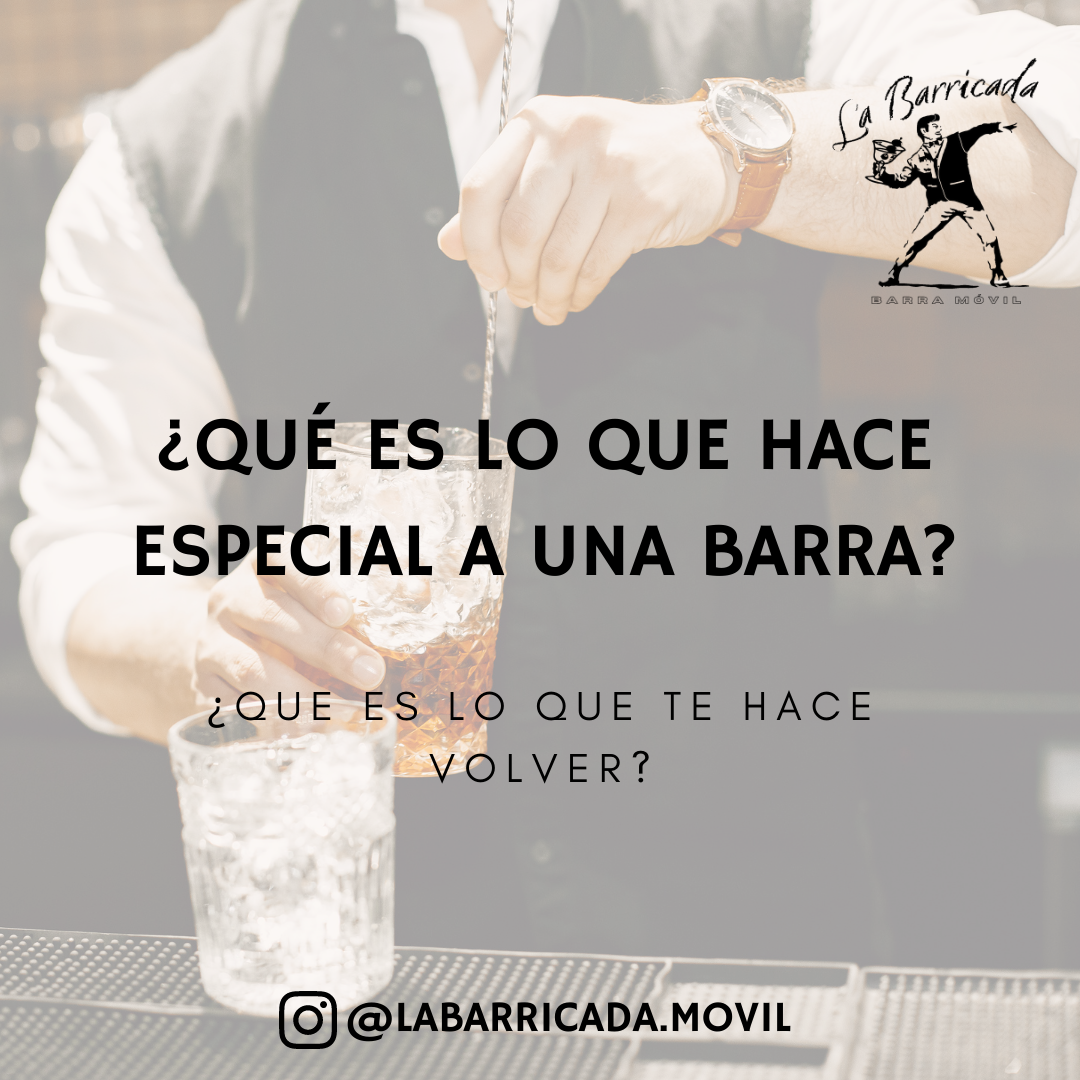 La Barricada
BARRA MÓVIL
¿QUÉ ES LO QUE HACE
ESPECIAL A UNA BARRA?
¿QUE ES LO QUE TE HACE
VOLVER?
@LABARRICADA.MOVIL